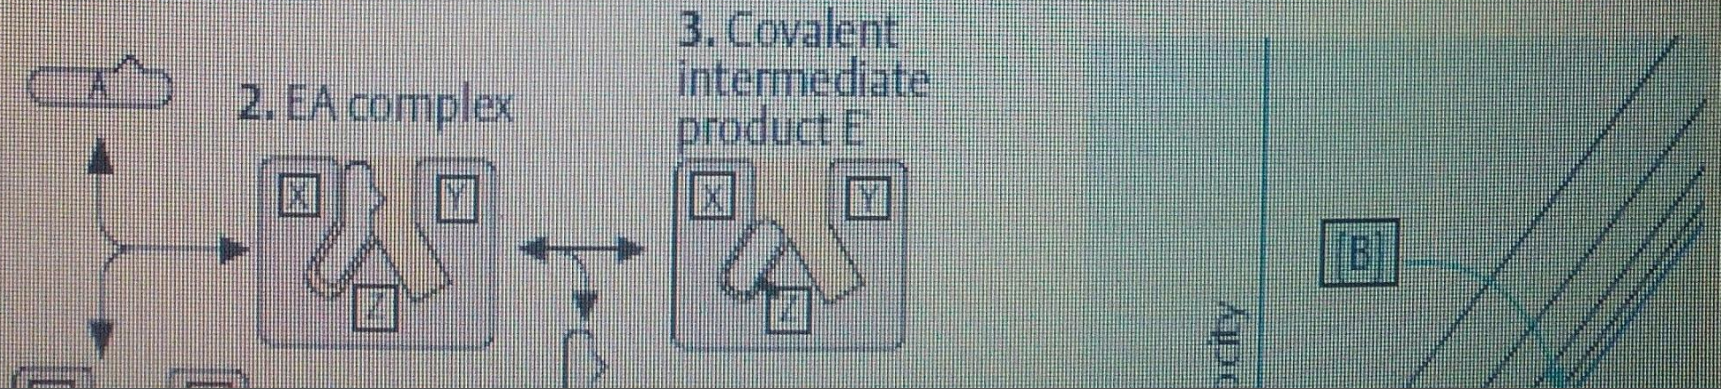 A
2. EA complex
X
Y
Z
3. Covalent
intermediate
product E
X
Y
Z
[B]